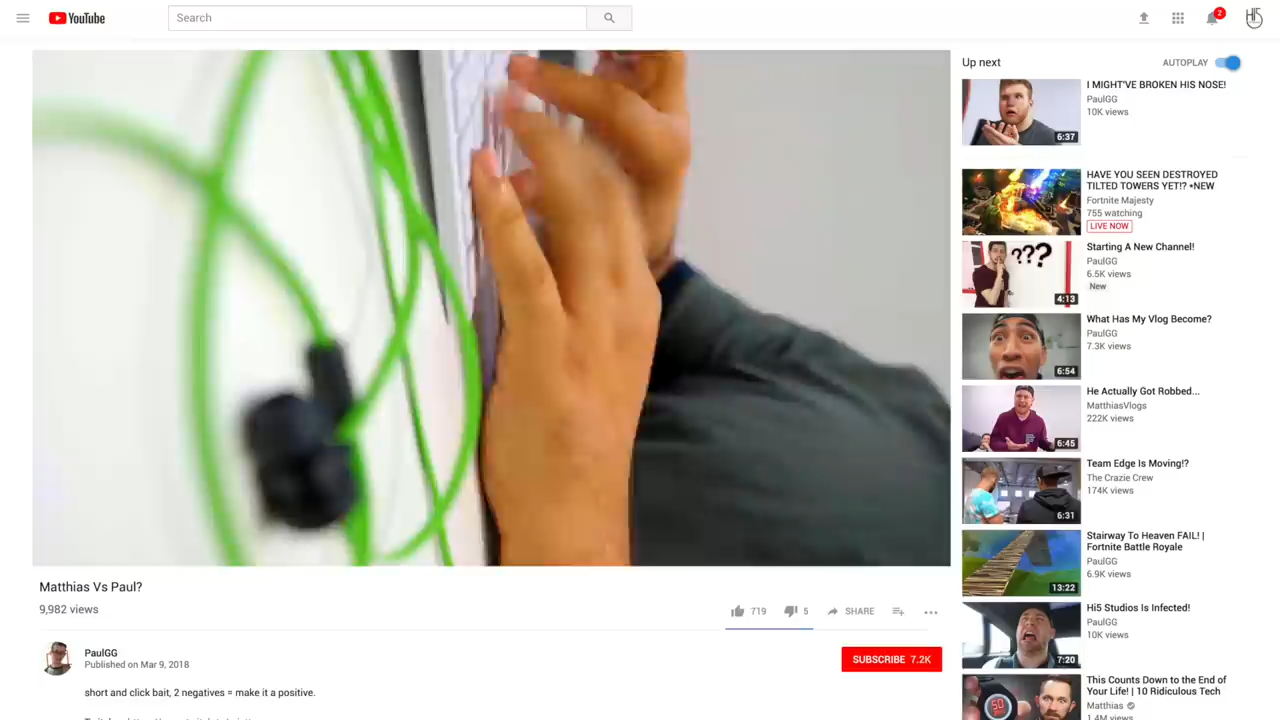 YouTube
Search
2
HI5
Up next
AUTOPLAY
I MIGHT'VE BROKEN HIS NOSE!
PaulGG
10K views
6:37
HAVE YOU SEEN DESTROYED
TILTED TOWERS YET!? *NEW
Fortnite Majesty
755 watching
LIVE NOW
Starting A New Channel!
PaulGG
6.5K views
New
???
4:13
What Has My Vlog Become?
PaulGG
7.3K views
6:54
He Actually Got Robbed...
MatthiasVlogs
222K views
6:45
Team Edge Is Moving!?
The Crazie Crew
174K views
6:31
Stairway To Heaven FAIL! |
Fortnite Battle Royale
PaulGG
6.9K views
13:22
Hi5 Studios Is Infected!
PaulGG
10K views
7:20
This Counts Down to the End of
Your Life! | 10 Ridiculous Tech
Matthias
1.4M views
50
Matthias Vs Paul?
9,982 views
719
5
SHARE
PaulGG
Published on Mar 9, 2018
SUBSCRIBE 7.2K
short and click bait, 2 negatives = make it a positive.